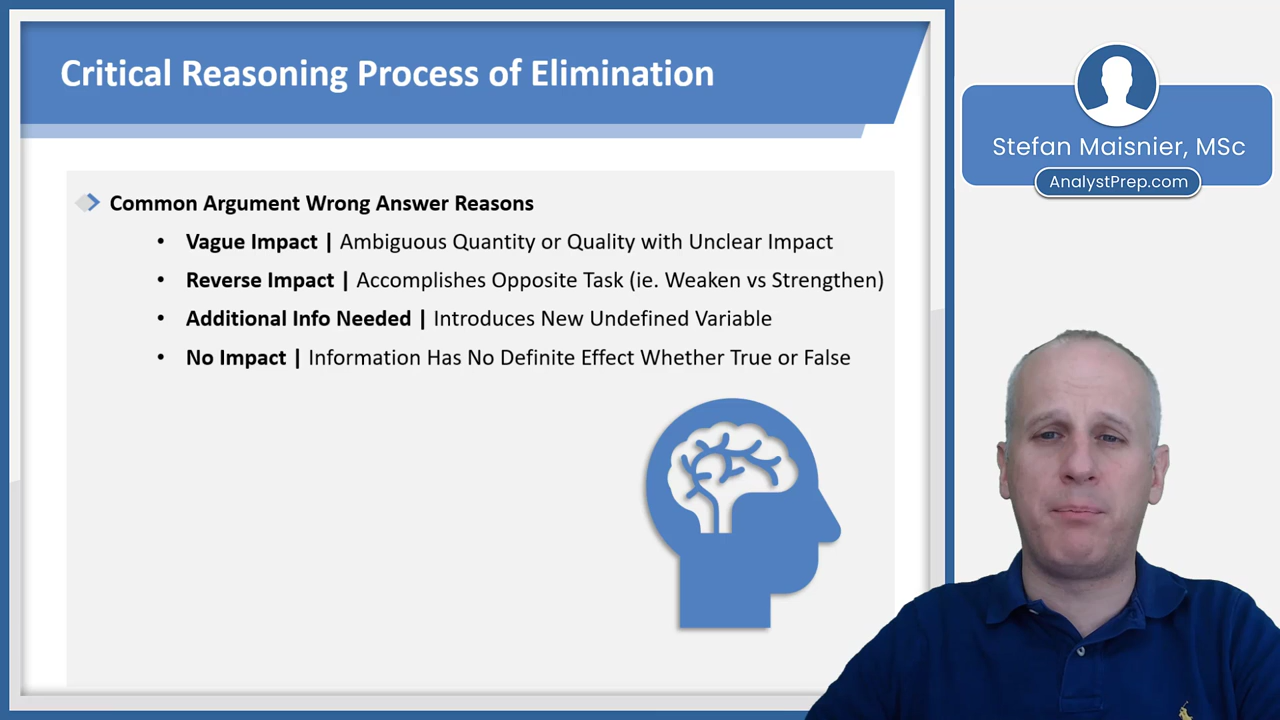 Critical Reasoning Process of Elimination
Stefan Maisnier, MSc
AnalystPrep.com
Common Argument Wrong Answer Reasons
• Vague Impact | Ambiguous Quantity or Quality with Unclear Impact
• Reverse Impact | Accomplishes Opposite Task (ie. Weaken vs Strengthen)
• Additional Info Needed | Introduces New Undefined Variable
• No Impact | Information Has No Definite Effect Whether True or False